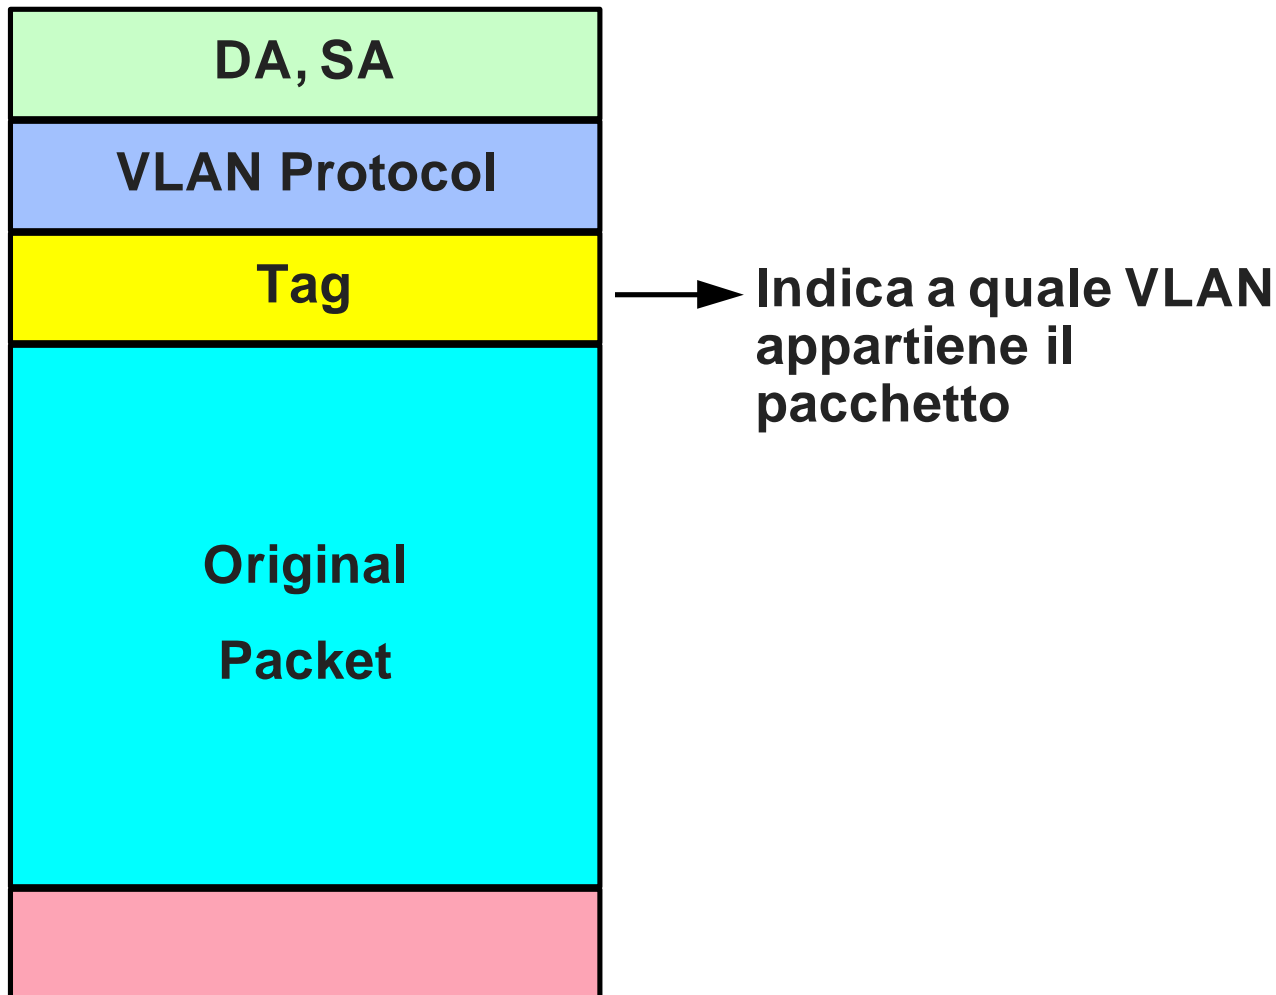 DA, SA
VLAN Protocol
Tag
Indica a quale VLAN
appartiene il
pacchetto
Original
Packet